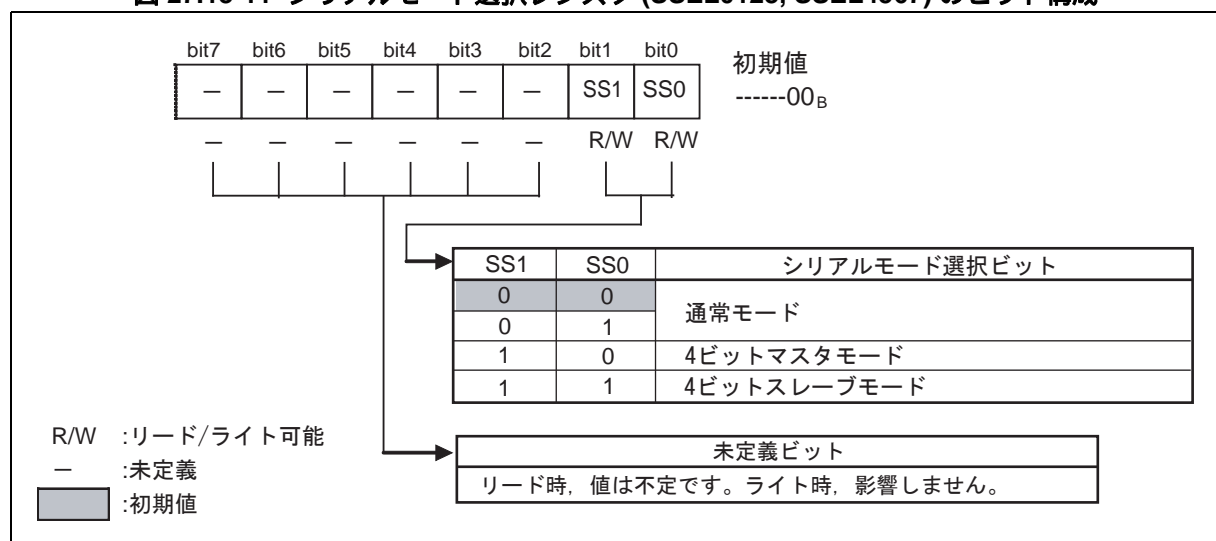 bit7 bit6 bit5 bit4 bit3 bit2 bit1 bit0
初期値
－ － － － － － SS1 SS0
------00B
－ － － － － － R/W R/W
SS1 SS0 シリアルモード選択ビット
0 0 通常モード
0 1
1 0 4ビットマスタモード
1 1 4ビットスレーブモード
R/W :リード/ライト可能
－ :未定義
:初期値
未定義ビット
リード時，値は不定です。ライト時，影響しません。